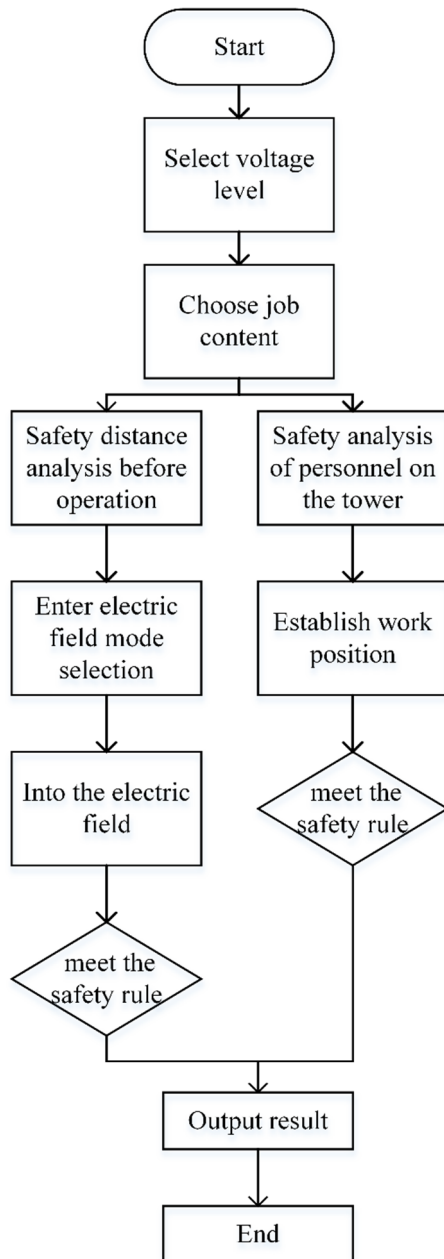 Start
Select voltage
level
Choose job
content
Safety distance
analysis before
operation
Safety analysis
of personnel on
the tower
Enter electric
field mode
selection
Establish work
position
Into the electric
field
meet the
safety rule
meet the
safety rule
Output result
End